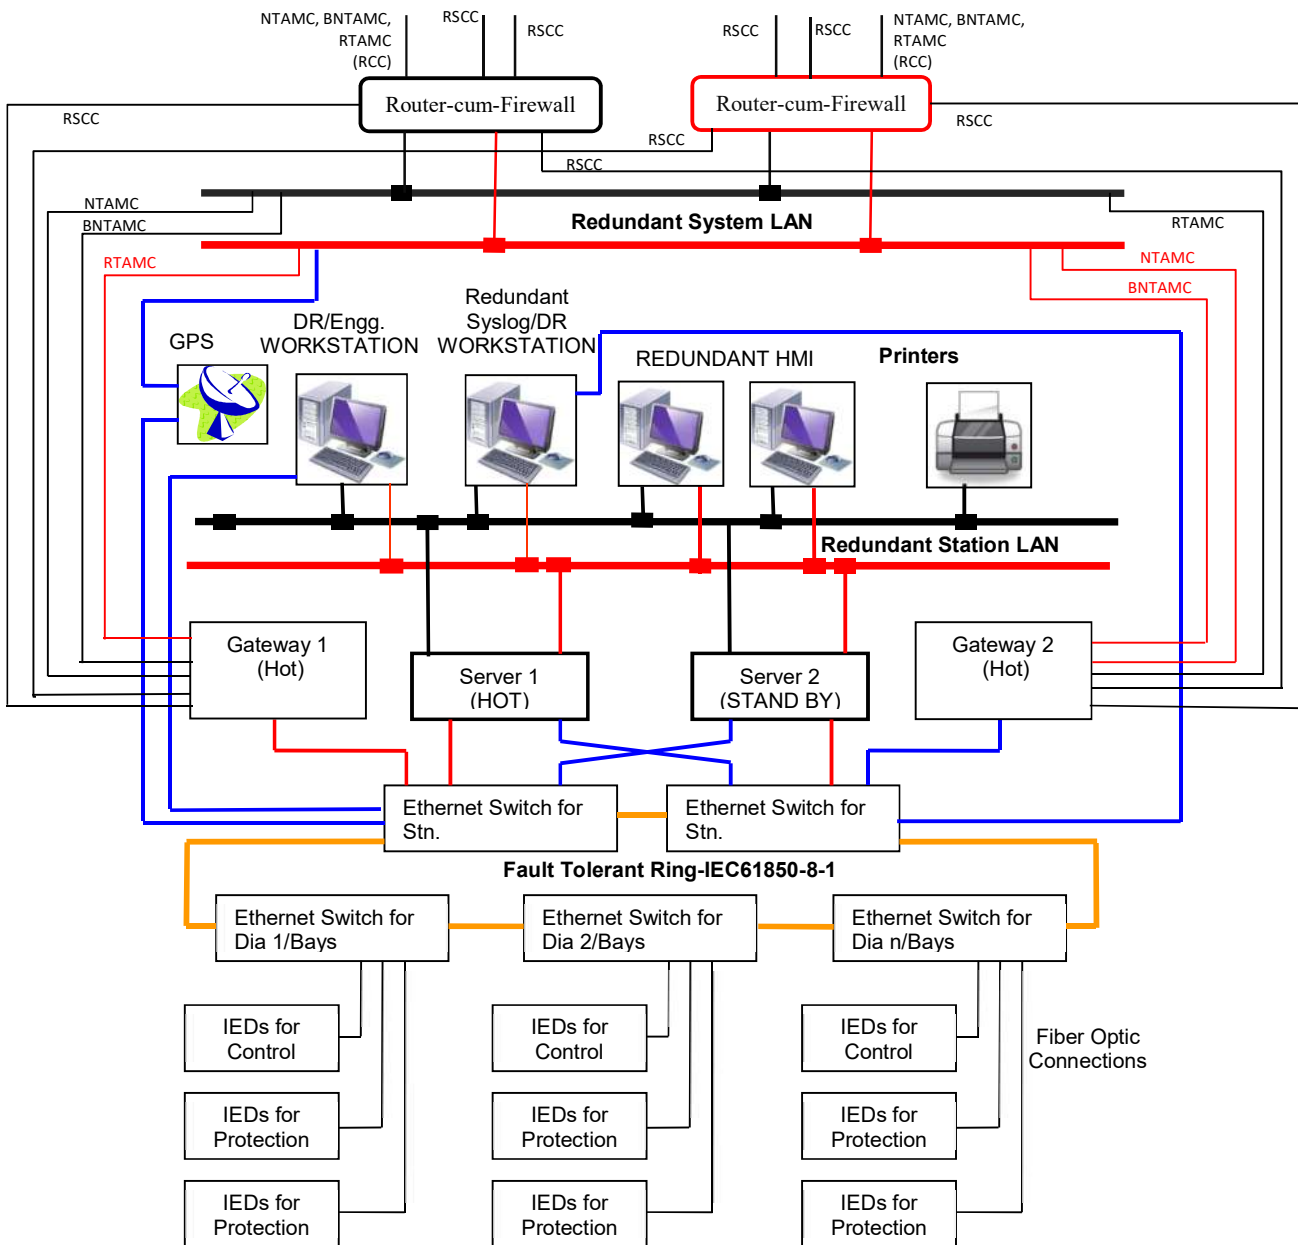 NTAMC, BNTAMC,
RTAMC
(RCC)
RSCC
RSCC
RSCC
RSCC
NTAMC, BNTAMC,
RTAMC
(RCC)
Router-cum-Firewall
Router-cum-Firewall
RSCC
RSCC
RSCC
RSCC
NTAMC
BNTAMC
Redundant System LAN
RTAMC
RTAMC
NTAMC
BNTAMC
GPS
DR/Engg.
WORKSTATION
Redundant
Syslog/DR
WORKSTATION
REDUNDANT HMI
Printers
Redundant Station LAN
Gateway 1
(Hot)
Server 1
(HOT)
Server 2
(STAND BY)
Gateway 2
(Hot)
Ethernet Switch for
Stn.
Ethernet Switch for
Stn.
Fault Tolerant Ring-IEC61850-8-1
Ethernet Switch for
Dia 1/Bays
Ethernet Switch for
Dia 2/Bays
Ethernet Switch for
Dia n/Bays
IEDs for
Control
IEDs for
Control
IEDs for
Control
Fiber Optic
Connections
IEDs for
Protection
IEDs for
Protection
IEDs for
Protection
IEDs for
Protection
IEDs for
Protection
IEDs for
Protection